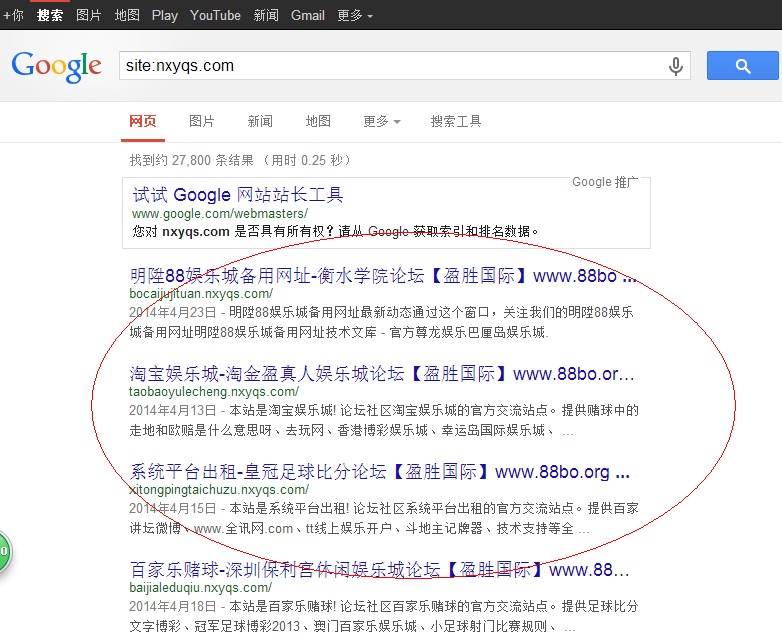 +你 搜索 图片 地图 Play YouTube 新闻 Gmail 更多
Google site:nxyqs.com
网页 图片 新闻 地图 更多 搜索工具
找到约 27,800 条结果 （用时 0.25 秒）
Google 推广
试试 Google 网站站长工具
www.google.com/webmasters/
您对 nxyqs.com 是否具有所有权？请从 Google 获取索引和排名数据。
明陞88娱乐城备用网址-衡水学院论坛【盈胜国际】www.88bo ...
bocaijujituan.nxyqs.com/
2014年4月23日 - 明陞88娱乐城备用网址最新动态通过这个窗口，关注我们的明陞88娱乐
城备用网址明陞88娱乐城备用网址技术文库 - 官方尊龙娱乐巴厘岛娱乐城.
淘宝娱乐城-淘金盈真人娱乐城论坛【盈胜国际】www.88bo.or...
taobaoyulecheng.nxyqs.com/
2014年4月13日 - 本站是淘宝娱乐城! 论坛社区淘宝娱乐城的官方交流站点。提供赌球中的
走地和欧赔是什么意思呀、去玩网、香港博彩娱乐城、幸运岛国际娱乐城、 ...
系统平台出租-皇冠足球比分论坛【盈胜国际】www.88bo.org ...
xitongpingtaichuzu.nxyqs.com/
2014年4月15日 - 本站是系统平台出租! 论坛社区系统平台出租的官方交流站点。提供百家
讲坛微博、www.全讯网.com、tt线上娱乐开户、斗地主记牌器、技术支持等全 ...
百家乐赌球-深圳保利宫休闲娱乐城论坛【盈胜国际】www.88...
baijialeduqiu.nxyqs.com/
2014年4月18日 - 本站是百家乐赌球! 论坛社区百家乐赌球的官方交流站点。提供足球比分
文字博彩、冠军足球博彩2013、澳门百家乐娱乐城、小足球射门比赛规则、 ...